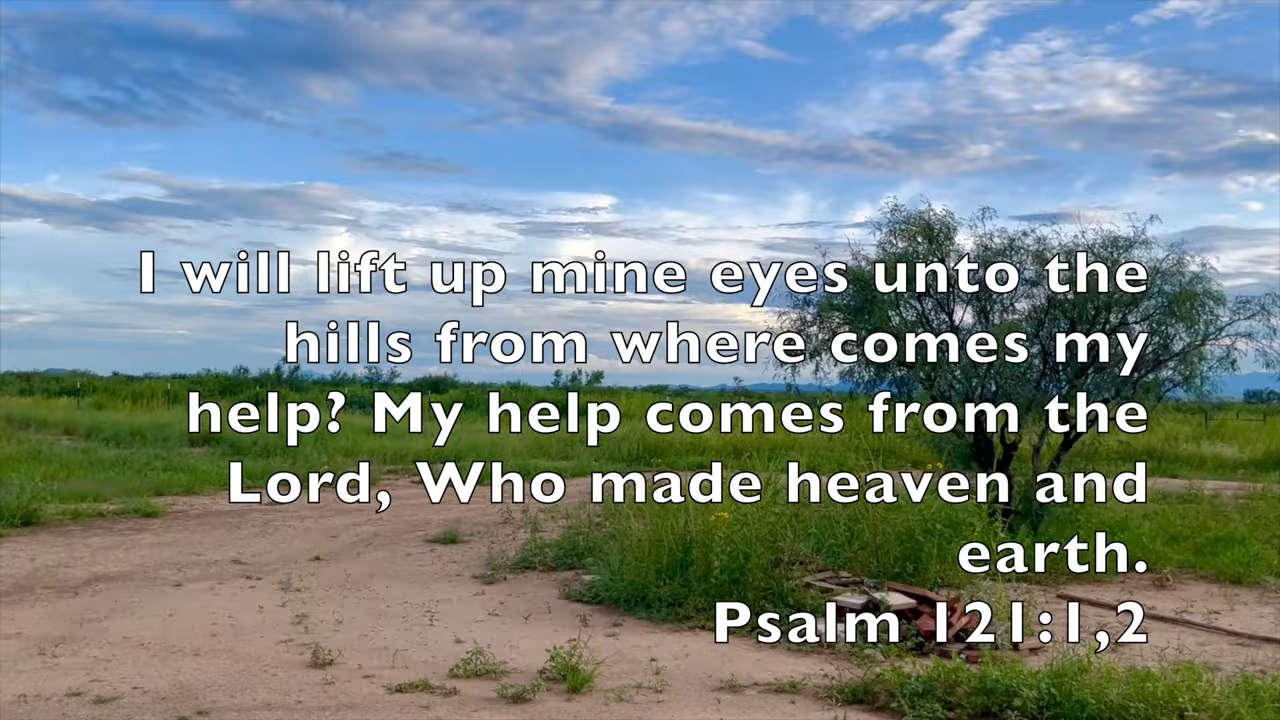 I will lift up mine eyes unto the
hills from where comes my
help? My help comes from the
Lord, Who made heaven and
earth.
Psalm 121:1,2